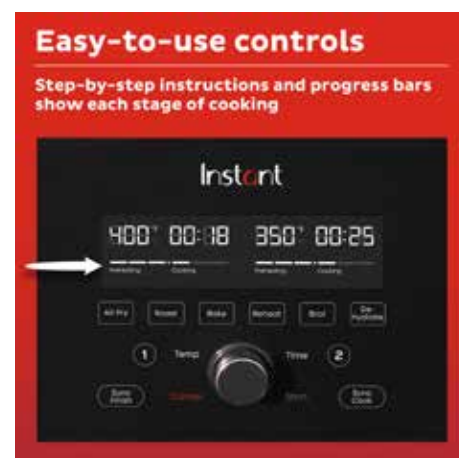 Easy-to-use controls
Step-by-step instructions and progress bars
show each stage of cooking
Instant
400° 00:18 350° 00:25
Preheating Cooking Preheating Cooking
Air Fry Roast Bake Reheat Broil De-
hydrate
1 Temp Time 2
Sync
Finish Cancel Start Sync
Cook